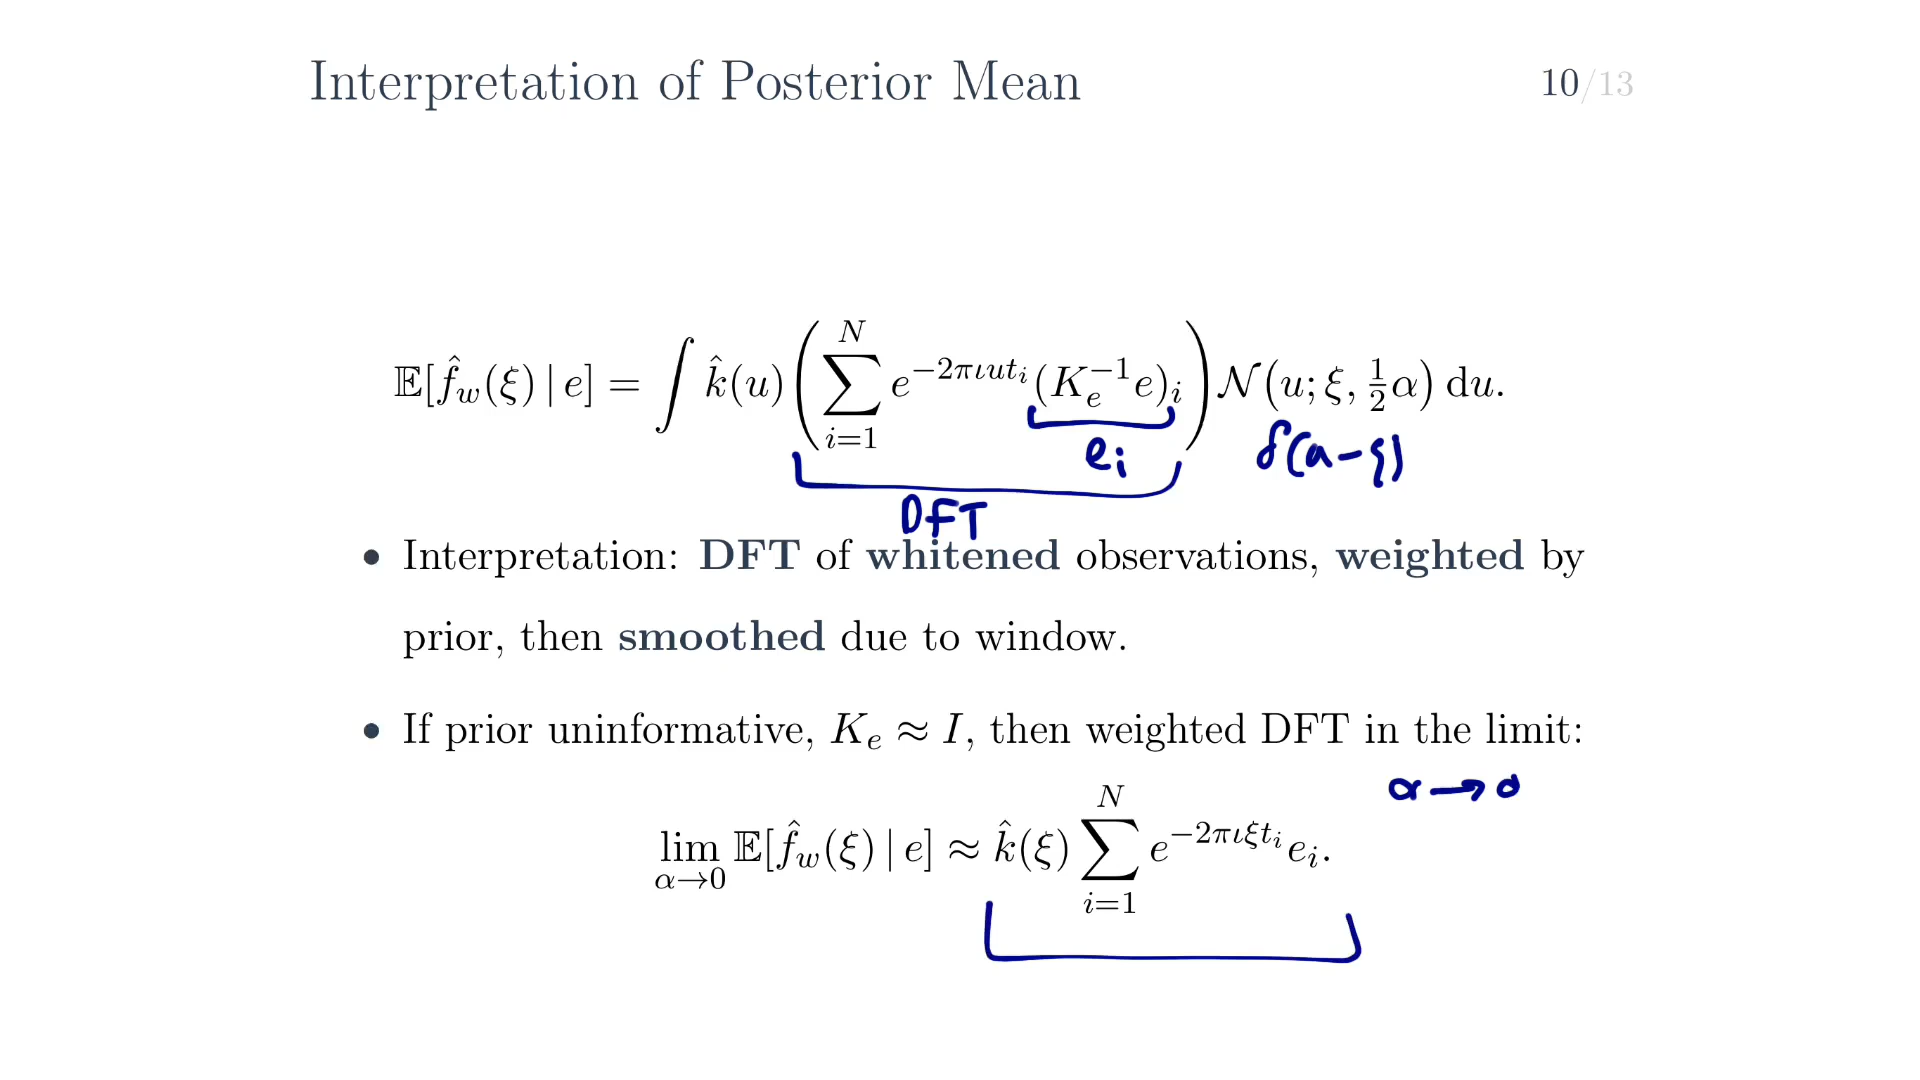 Interpretation of Posterior Mean 10/13
𝔼[f̂_w(ξ) | e] = ∫ k̂(u) ( ∑_{i=1}^{N} e^{−2πιut_i} (K_e^{−1}e)_i ) 𝒩(u; ξ, ½α) du.
e_i δ(u−ξ)
DFT
• Interpretation: DFT of whitened observations, weighted by
prior, then smoothed due to window.
• If prior uninformative, K_e ≈ I, then weighted DFT in the limit:
α → 0
lim_{α→0} 𝔼[f̂_w(ξ) | e] ≈ k̂(ξ) ∑_{i=1}^{N} e^{−2πιξt_i} e_i.